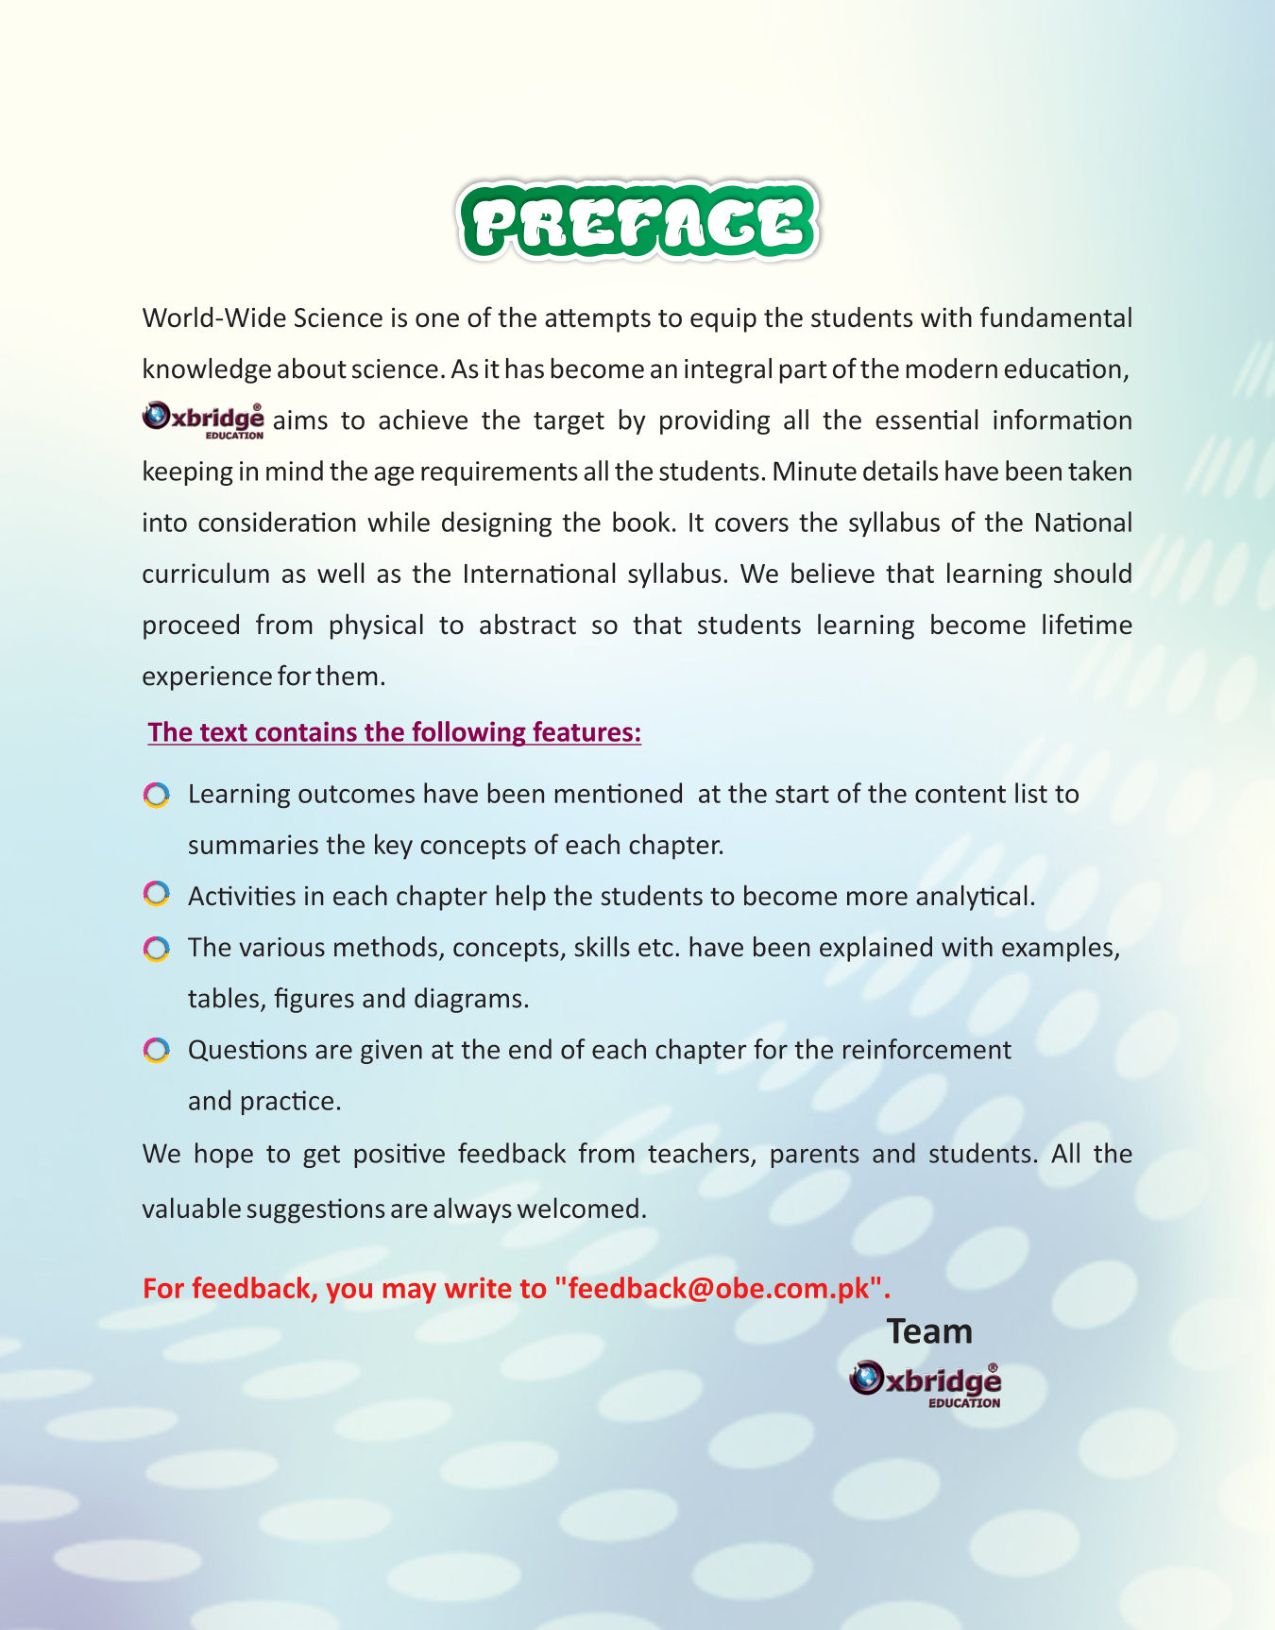 PREFACE
World-Wide Science is one of the attempts to equip the students with fundamental
knowledge about science. As it has become an integral part of the modern education,
Oxbridge® EDUCATION aims to achieve the target by providing all the essential information
keeping in mind the age requirements all the students. Minute details have been taken
into consideration while designing the book. It covers the syllabus of the National
curriculum as well as the International syllabus. We believe that learning should
proceed from physical to abstract so that students learning become lifetime
experience for them.
The text contains the following features:
Learning outcomes have been mentioned at the start of the content list to
summaries the key concepts of each chapter.
Activities in each chapter help the students to become more analytical.
The various methods, concepts, skills etc. have been explained with examples,
tables, figures and diagrams.
Questions are given at the end of each chapter for the reinforcement
and practice.
We hope to get positive feedback from teachers, parents and students. All the
valuable suggestions are always welcomed.
For feedback, you may write to "feedback@obe.com.pk".
Team
Oxbridge®
EDUCATION